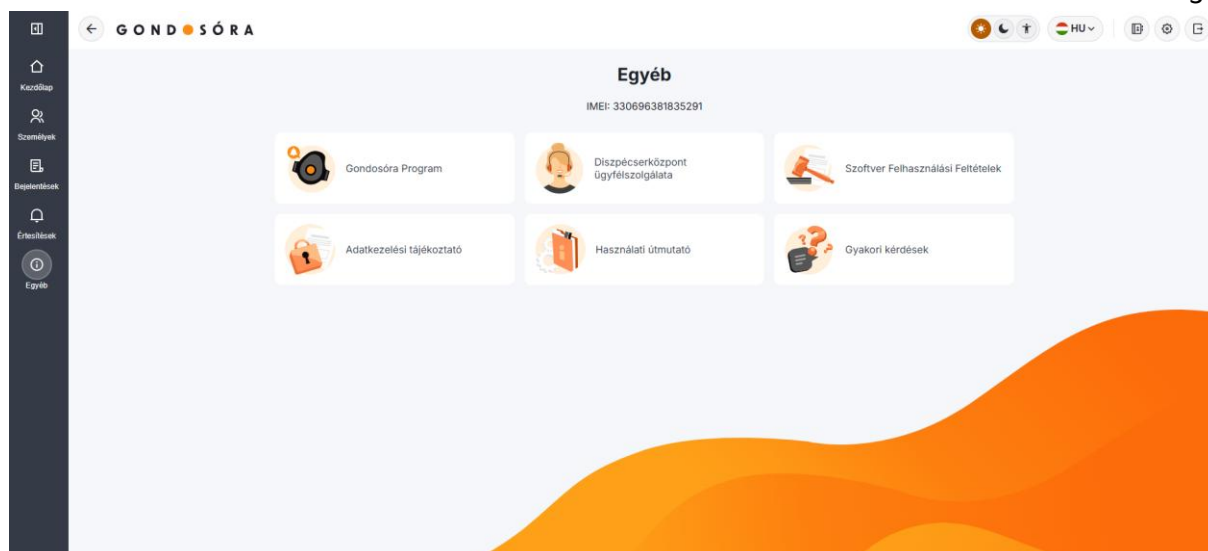 g
GONDOSÓRA
HU
Kezdőlap
Személyek
Bejelentések
Értesítések
Egyéb
Egyéb
IMEI: 330696381835291
Gondosóra Program
Diszpécserközpont
ügyfélszolgálata
Szoftver Felhasználási Feltételek
Adatkezelési tájékoztató
Használati útmutató
Gyakori kérdések